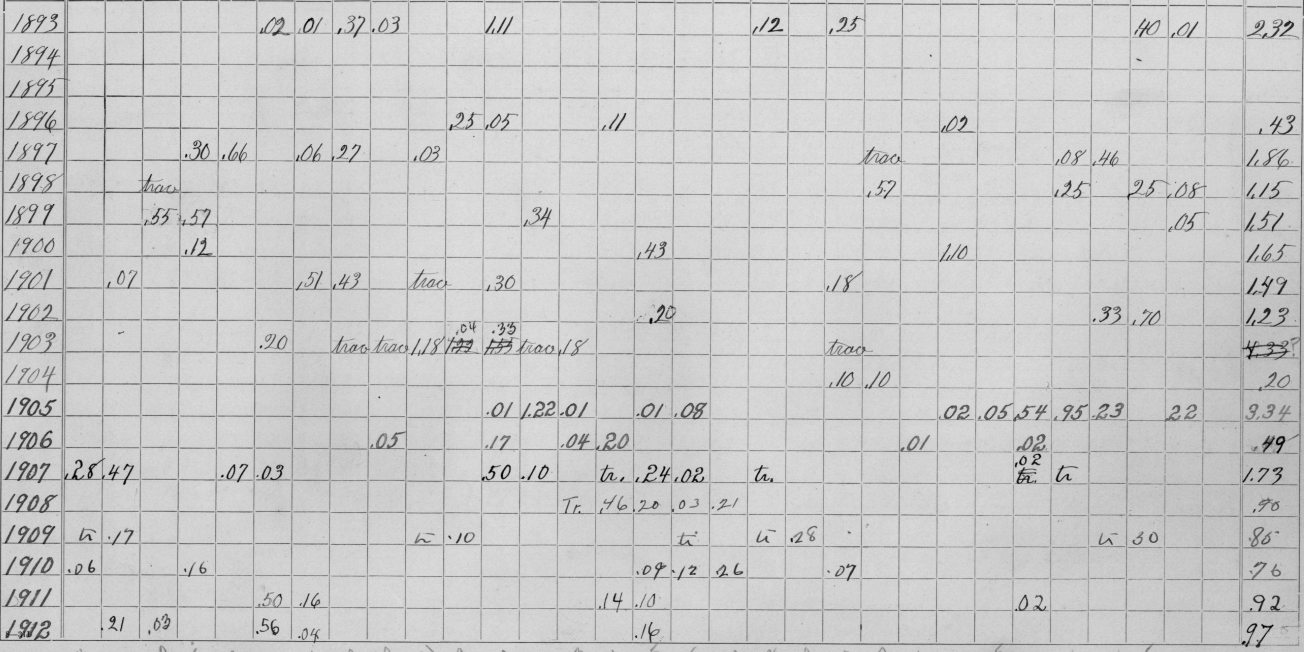 1893 .02 .01 .37 .03 1.11 .12 .25 .40 .01 2.32
1894
1895
1896 .25 .05 .11 .02 .43
1897 .30 .66 .06 .27 .03 trace .08 .46 1.86
1898 trace .57 .25 25 .08 1.15
1899 .55 .57 .34 .05 1.51
1900 .12 .43 1.10 1.65
1901 .07 .51 .43 trace .30 .18 1.49
1902 .20 .33 .70 1.23
.04 .33
1903 .20 trace trace 1.18 1.22 1.55 trace .18 trace 4.33?
1904 .10 .10 .20
1905 .01 1.22 .01 .01 .08 .02 .05 .54 .95 .23 22 3.34
1906 .05 .17 .04 .20 .01 .02 .49
.02
1907 .28 .47 .07 .03 .50 .10 tr. .24 .02 tr. tr. tr 1.73
1908 Tr. .46 .20 .03 .21 .90
1909 tr .17 tr .10 tr tr .28 tr 30 .85
1910 .06 .16 .09 .12 .26 .07 .76
1911 .50 .16 .14 .10 .02 .92
1912 .21 .03 .56 .04 .16 .97